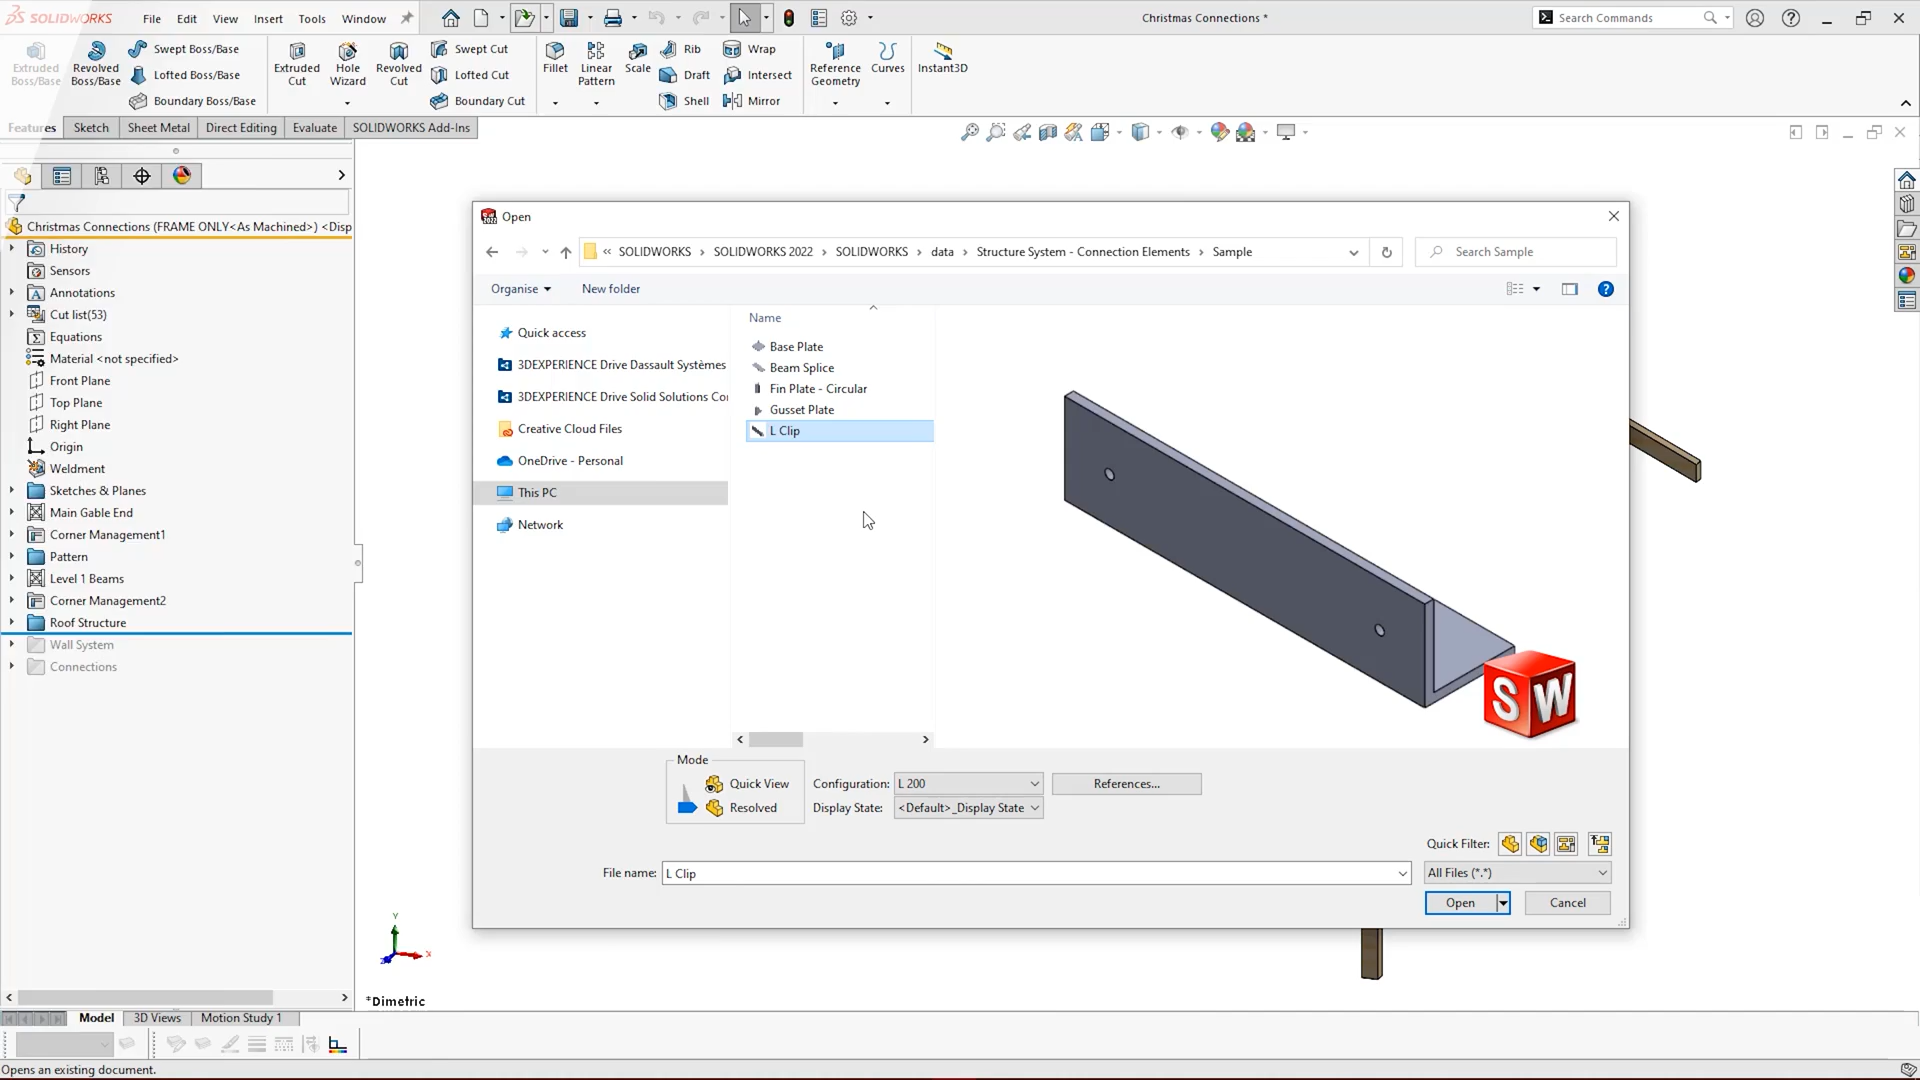 SOLIDWORKS
File
Edit
View
Insert
Tools
Window
Christmas Connections *
Search Commands
Extruded Boss/Base
Revolved Boss/Base
Swept Boss/Base
Lofted Boss/Base
Boundary Boss/Base
Extruded Cut
Hole Wizard
Revolved Cut
Swept Cut
Lofted Cut
Boundary Cut
Fillet
Linear Pattern
Scale
Rib
Draft
Shell
Wrap
Intersect
Mirror
Reference Geometry
Curves
Instant3D
Features
Sketch
Sheet Metal
Direct Editing
Evaluate
SOLIDWORKS Add-Ins
Christmas Connections (FRAME ONLY<As Machined>) <Disp
History
Sensors
Annotations
Cut list(53)
Equations
Material <not specified>
Front Plane
Top Plane
Right Plane
Origin
Weldment
Sketches & Planes
Main Gable End
Corner Management1
Pattern
Level 1 Beams
Corner Management2
Roof Structure
Wall System
Connections
Open
« SOLIDWORKS › SOLIDWORKS 2022 › SOLIDWORKS › data › Structure System - Connection Elements › Sample
Search Sample
Organise
New folder
Quick access
3DEXPERIENCE Drive Dassault Systèmes
3DEXPERIENCE Drive Solid Solutions Co
Creative Cloud Files
OneDrive - Personal
This PC
Network
Name
Base Plate
Beam Splice
Fin Plate - Circular
Gusset Plate
L Clip
SW
Mode
Quick View
Resolved
Configuration:
L 200
References...
Display State:
<Default>_Display State
Quick Filter:
File name:
L Clip
All Files (*.*)
Open
Cancel
Y
X
Z
*Dimetric
Model
3D Views
Motion Study 1
Opens an existing document.